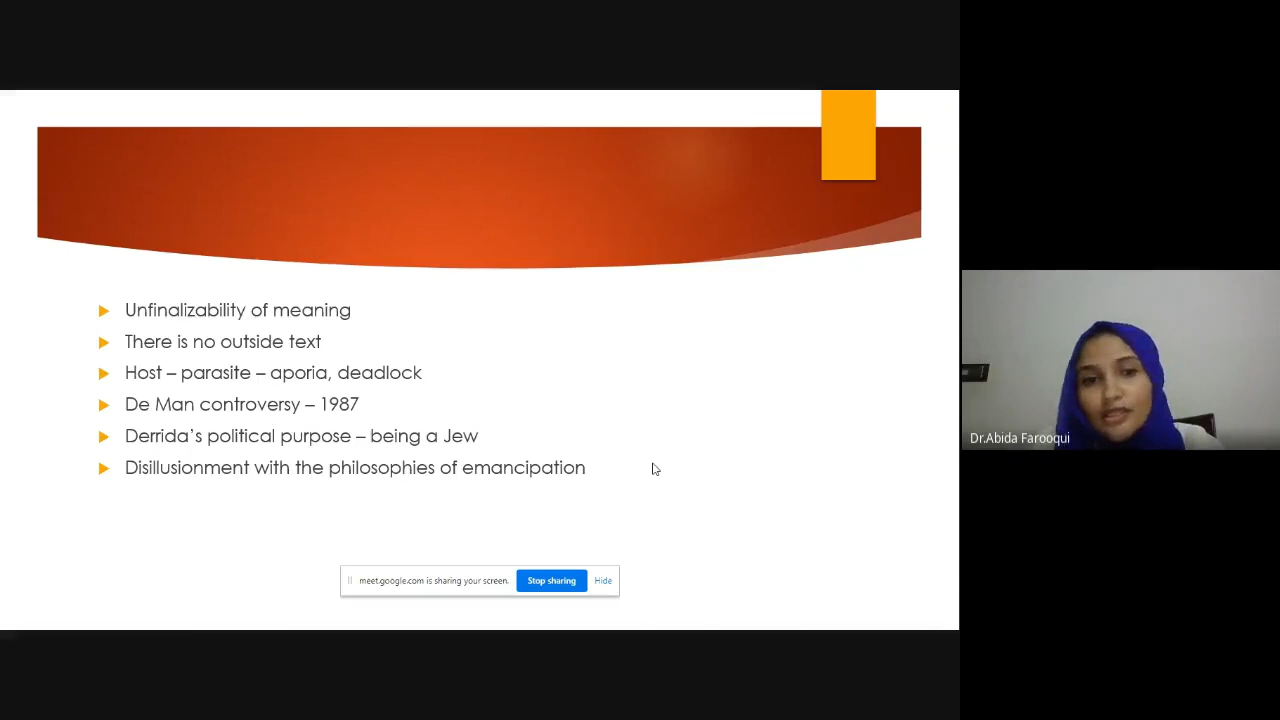 Unfinalizability of meaning
There is no outside text
Host – parasite – aporia, deadlock
De Man controversy – 1987
Derrida’s political purpose – being a Jew
Disillusionment with the philosophies of emancipation
meet.google.com is sharing your screen. Stop sharing Hide
Dr.Abida Farooqui